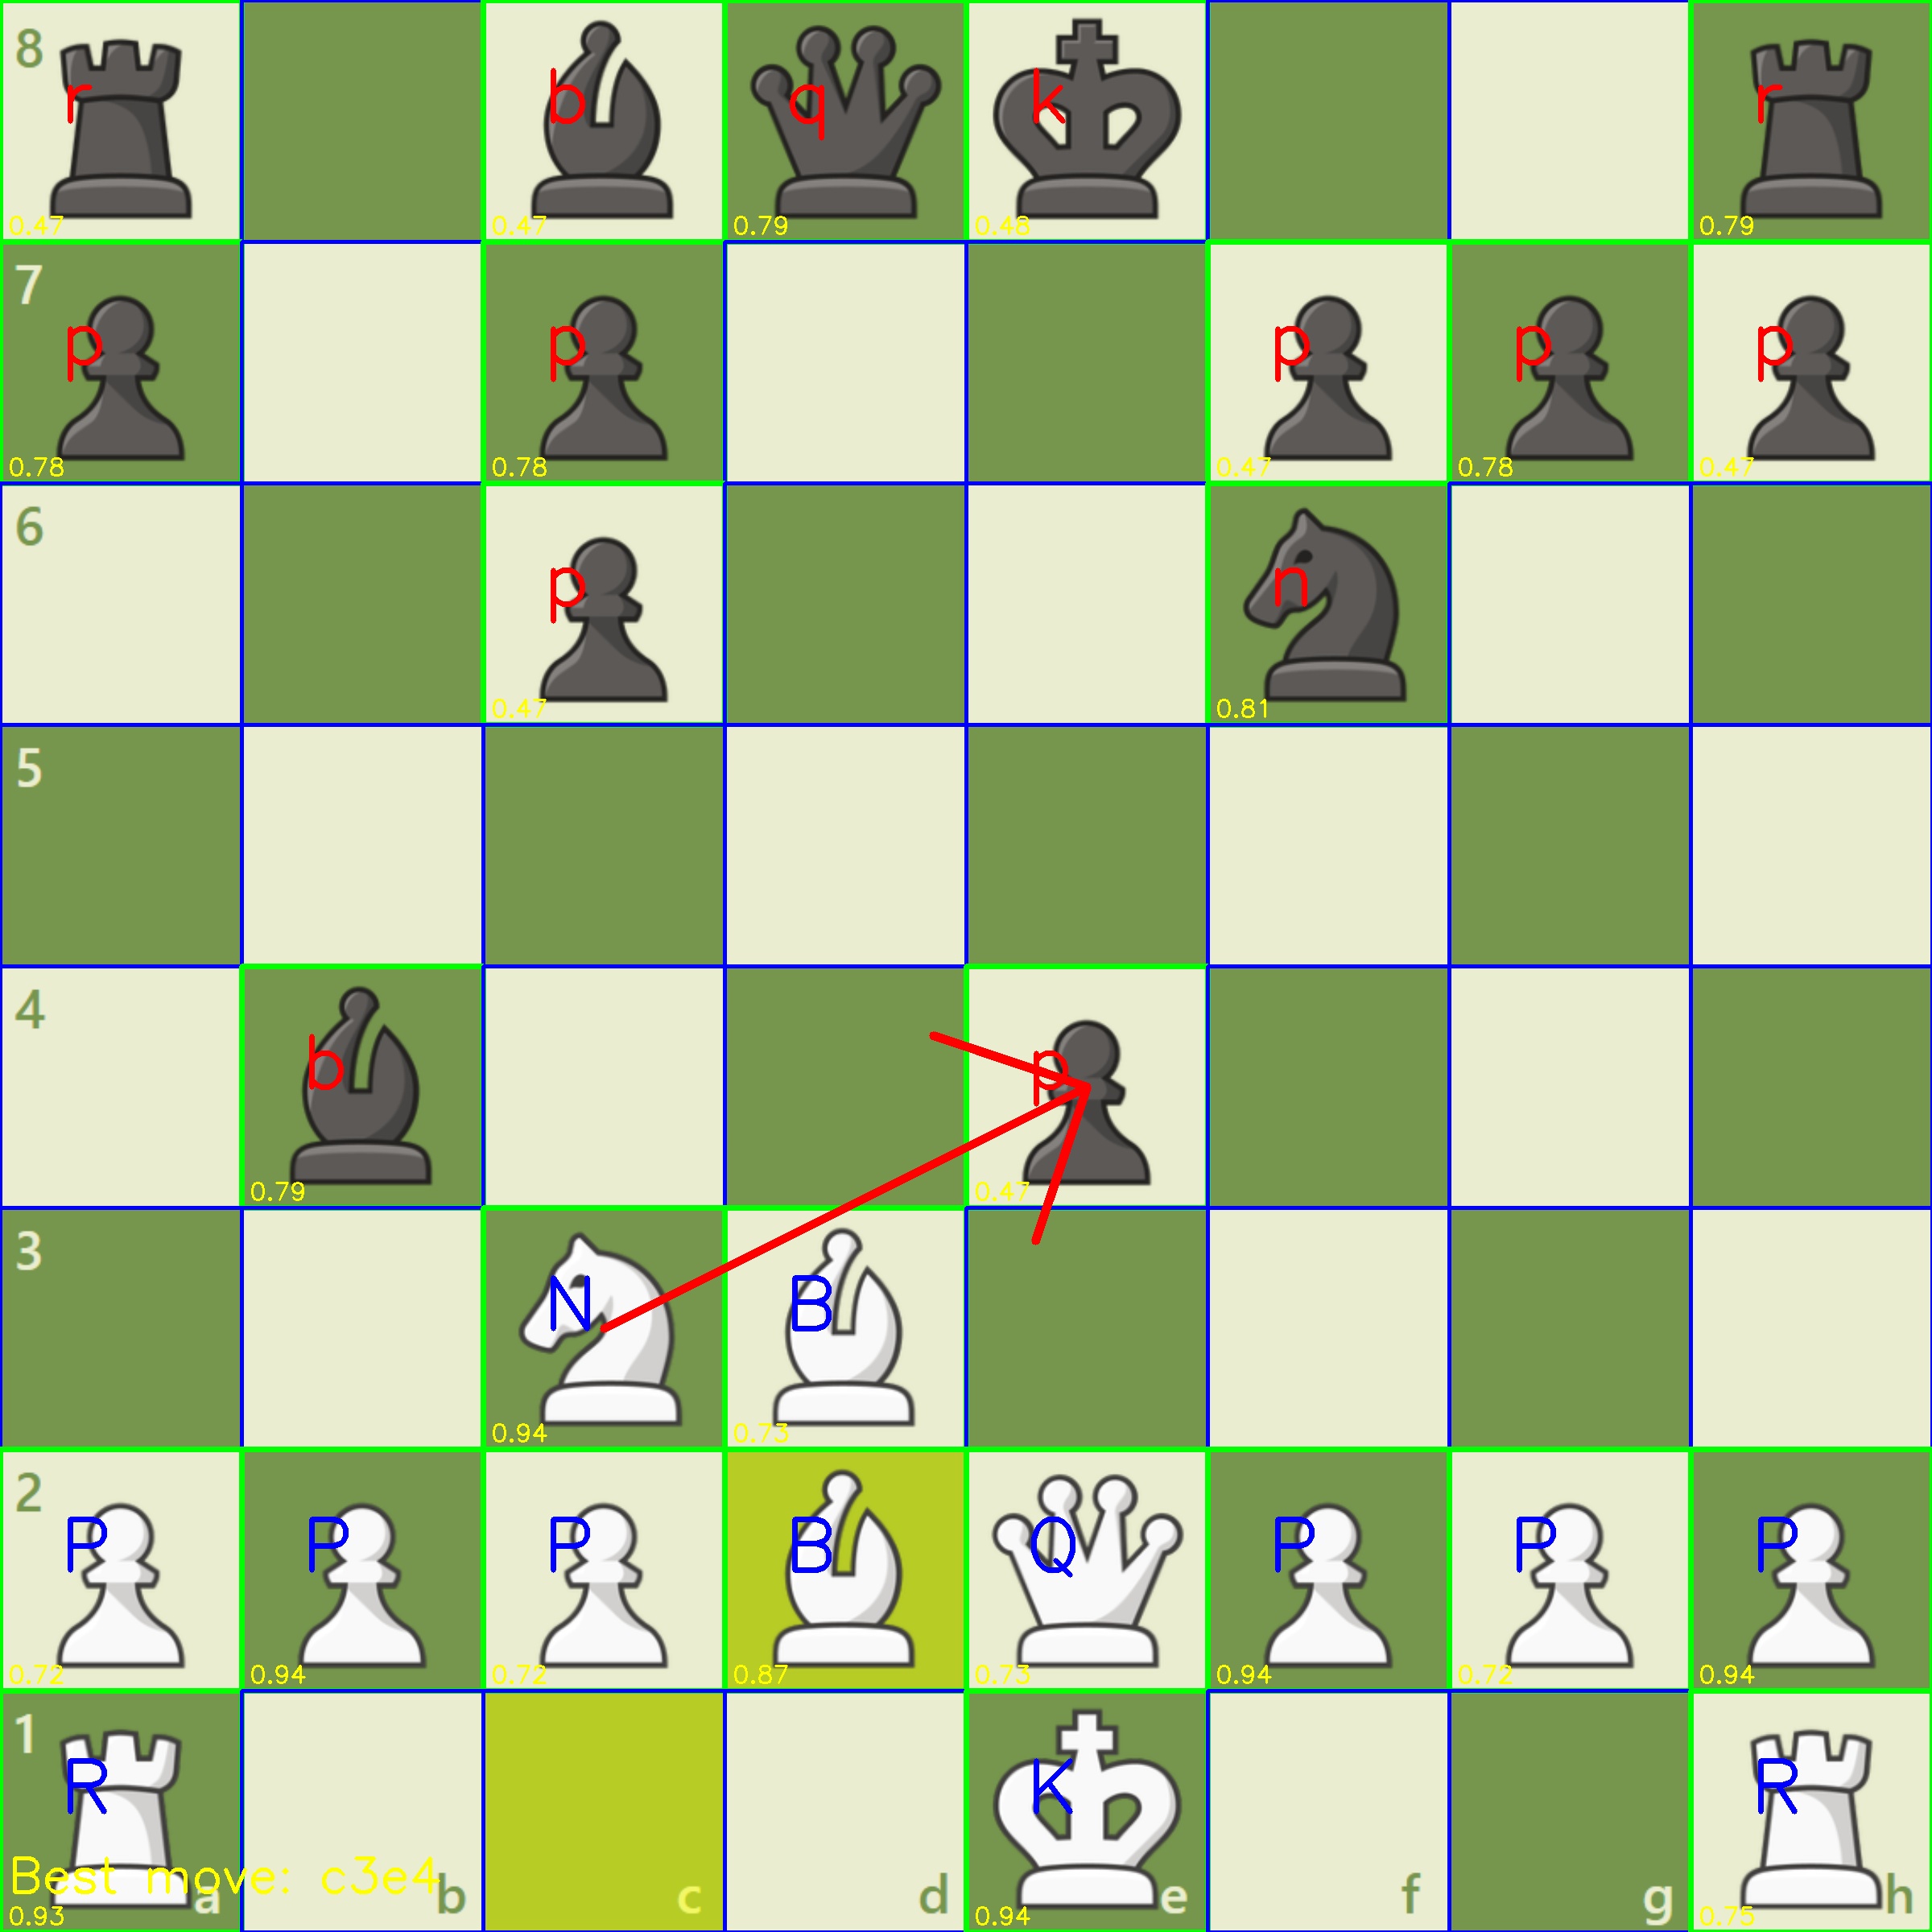 8 r b q k r
0.47 0.47 0.79 0.48 0.79
7 p p p p p
0.78 0.78 0.47 0.78 0.47
6 p n
0.47 0.81
5
4 b p
0.79 0.47
3 N B
0.94 0.73
2 P P P B Q P P P
0.72 0.94 0.72 0.87 0.73 0.94 0.72 0.94
1 R K R
Best move: c3e4
a b c d e f g h
0.93 0.94 0.75